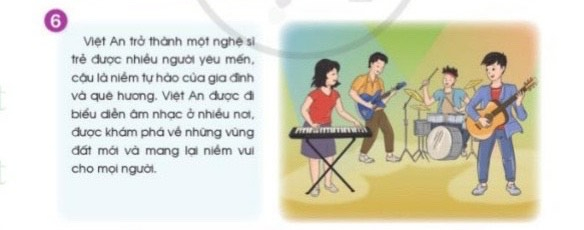 6
Việt An trở thành một nghệ sĩ
trẻ được nhiều người yêu mến,
cậu là niềm tự hào của gia đình
và quê hương. Việt An được đi
biểu diễn âm nhạc ở nhiều nơi,
được khám phá về những vùng
đất mới và mang lại niềm vui
cho mọi người.